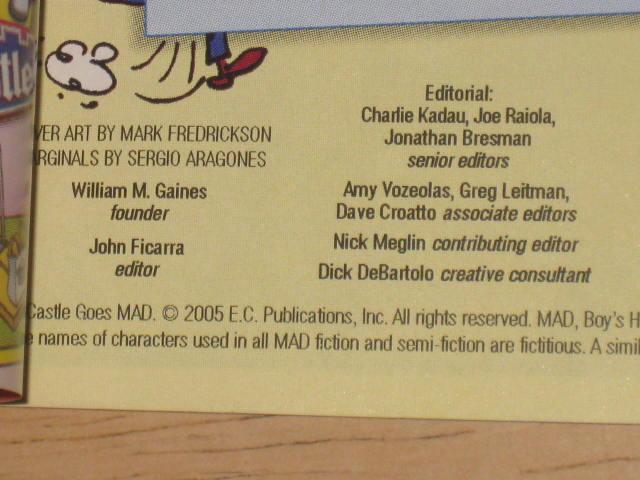 tle
VER ART BY MARK FREDRICKSON
RGINALS BY SERGIO ARAGONES
William M. Gaines
founder
John Ficarra
editor
Editorial:
Charlie Kadau, Joe Raiola,
Jonathan Bresman
senior editors
Amy Vozeolas, Greg Leitman,
Dave Croatto associate editors
Nick Meglin contributing editor
Dick DeBartolo creative consultant
Castle Goes MAD. © 2005 E.C. Publications, Inc. All rights reserved. MAD, Boy's H
e names of characters used in all MAD fiction and semi-fiction are fictitious. A simil